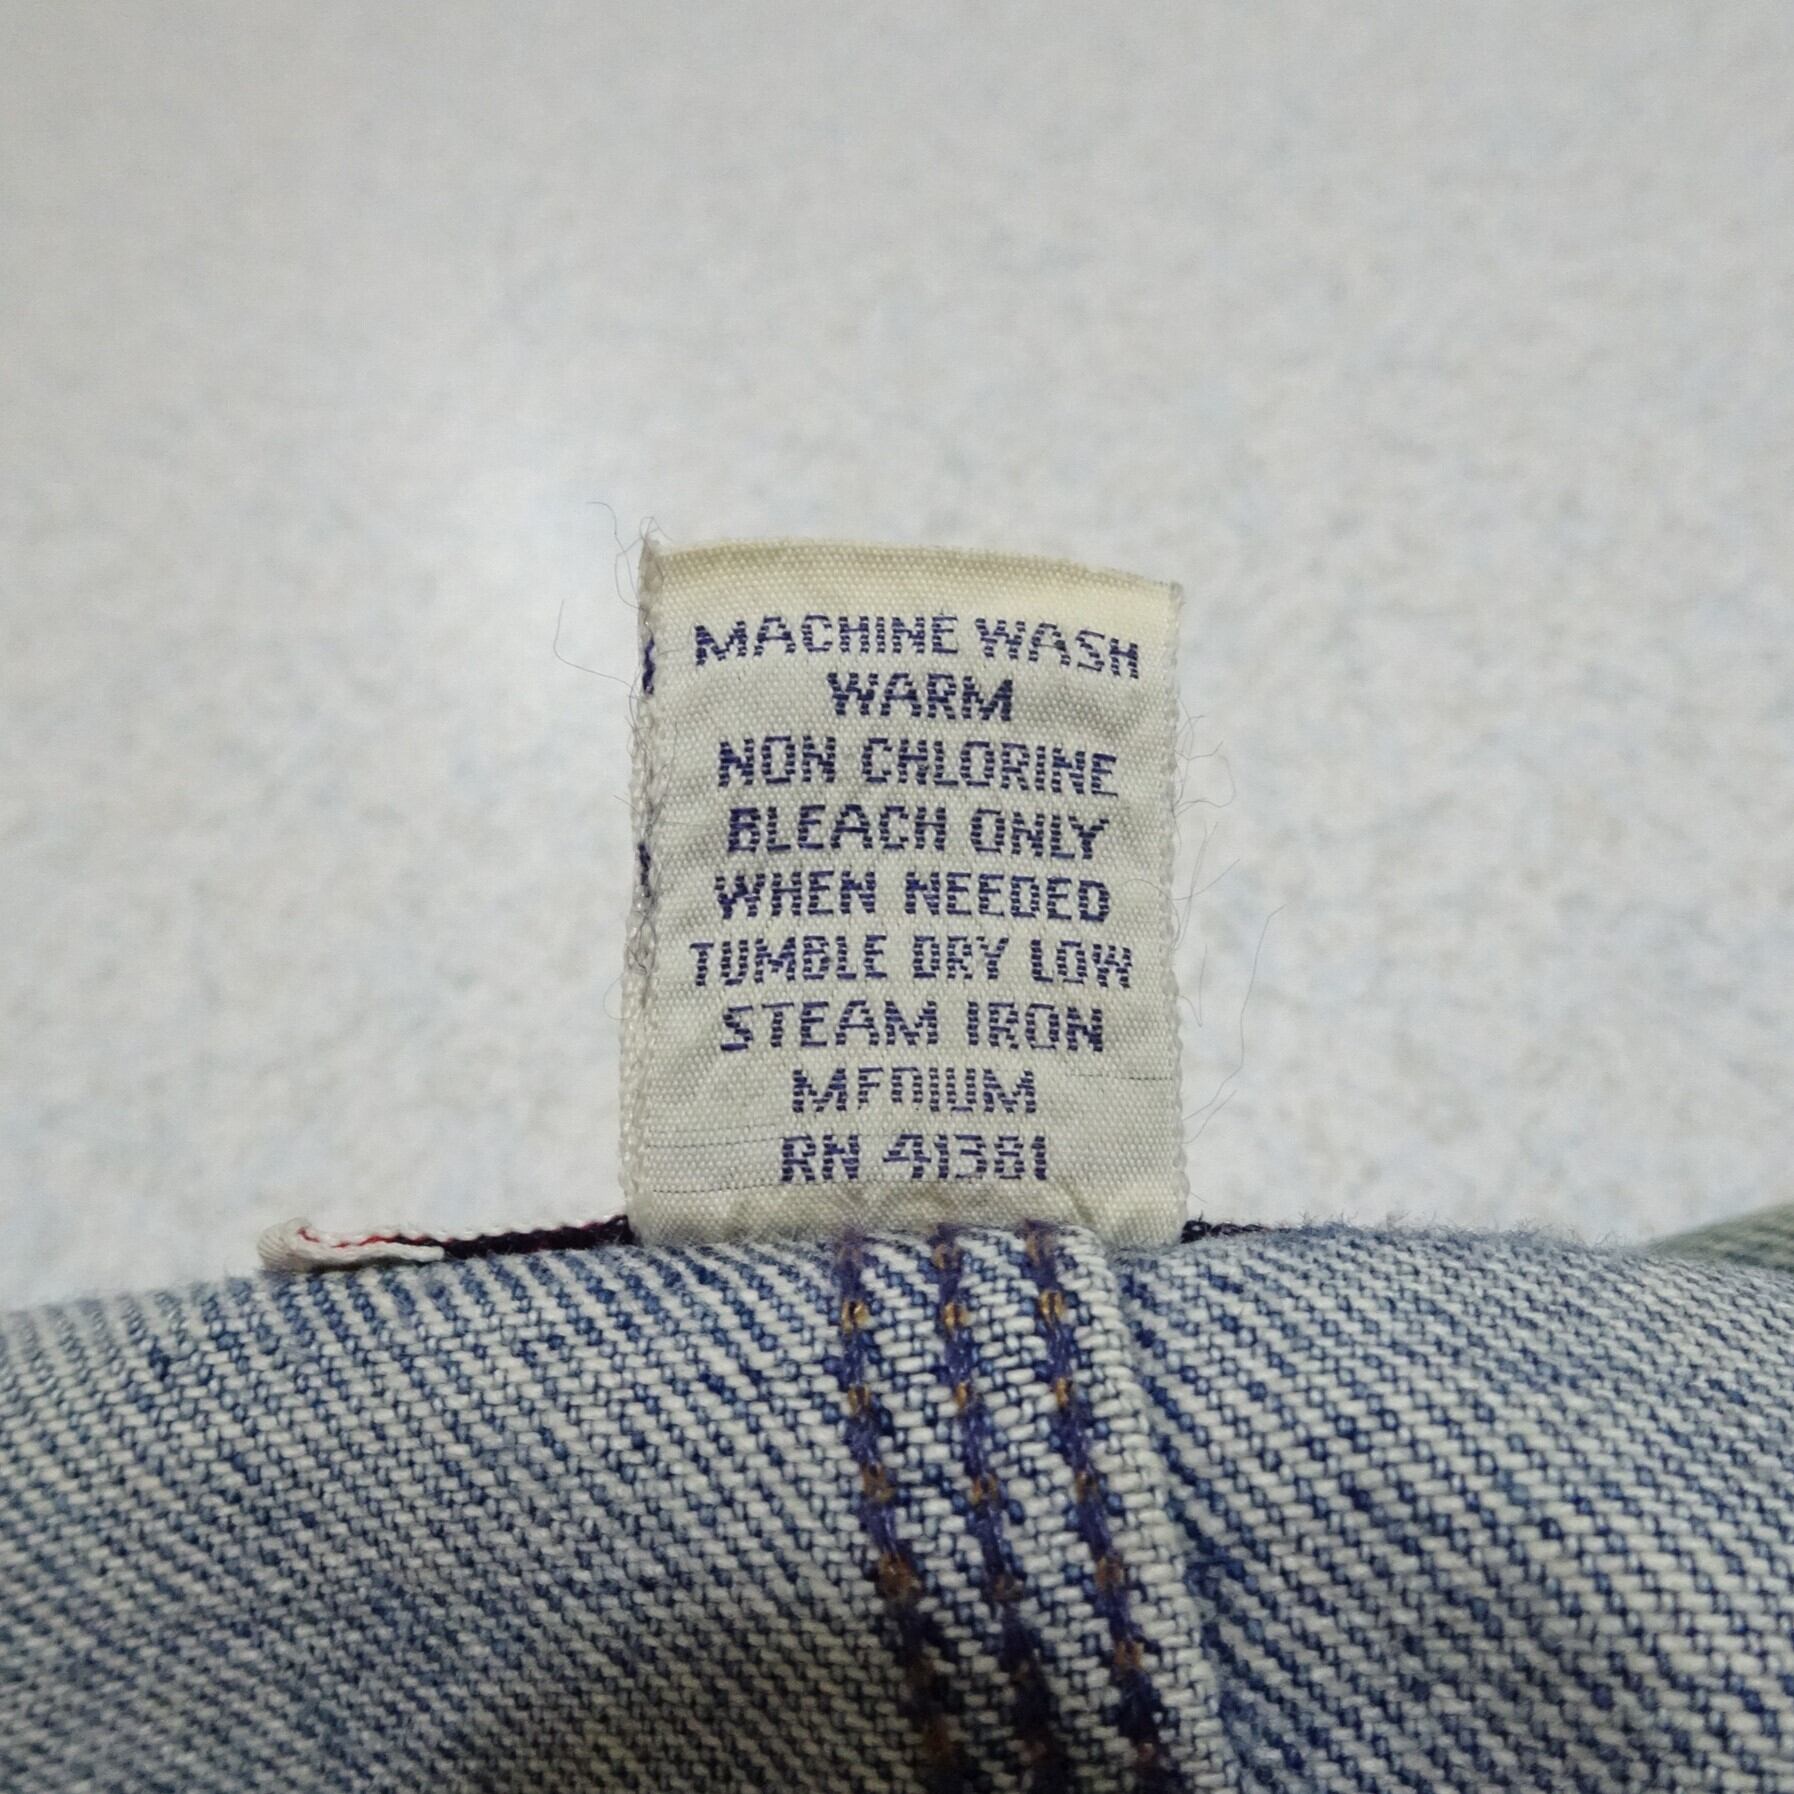 MACHINE WASH
WARM
NON CHLORINE
BLEACH ONLY
WHEN NEEDED
TUMBLE DRY LOW
STEAM IRON
MEDIUM
RN 41381